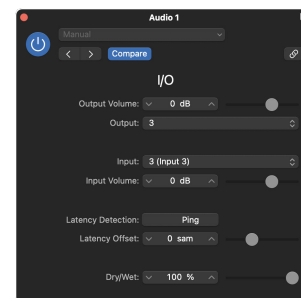 Audio 1
Manual
Compare
I/O
Output Volume: 0 dB
Output: 3
Input: 3 (Input 3)
Input Volume: 0 dB
Latency Detection: Ping
Latency Offset: 0 sam
Dry/Wet: 100 %